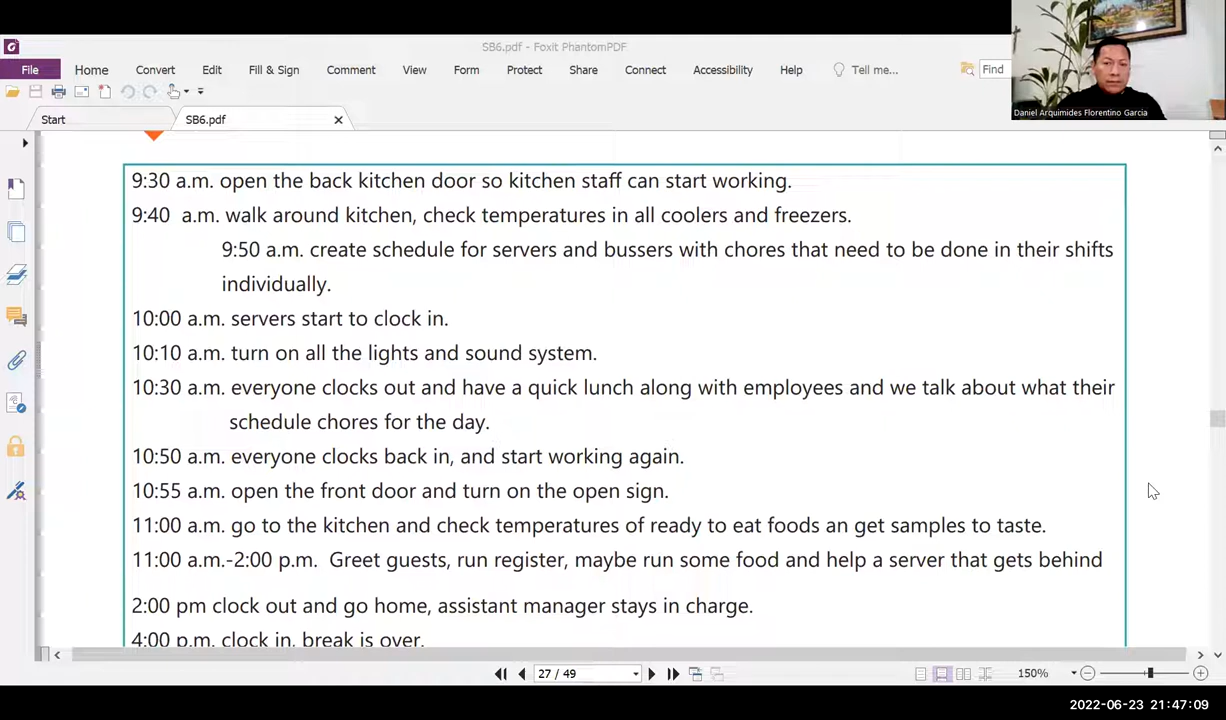 SB6.pdf - Foxit PhantomPDF
File Home Convert Edit Fill & Sign Comment View Form Protect Share Connect Accessibility Help Tell me... Find
Daniel Arquimides Florentino Garcia
Start SB6.pdf
9:30 a.m. open the back kitchen door so kitchen staff can start working.
9:40 a.m. walk around kitchen, check temperatures in all coolers and freezers.
9:50 a.m. create schedule for servers and bussers with chores that need to be done in their shifts
individually.
10:00 a.m. servers start to clock in.
10:10 a.m. turn on all the lights and sound system.
10:30 a.m. everyone clocks out and have a quick lunch along with employees and we talk about what their
schedule chores for the day.
10:50 a.m. everyone clocks back in, and start working again.
10:55 a.m. open the front door and turn on the open sign.
11:00 a.m. go to the kitchen and check temperatures of ready to eat foods an get samples to taste.
11:00 a.m.-2:00 p.m. Greet guests, run register, maybe run some food and help a server that gets behind
2:00 pm clock out and go home, assistant manager stays in charge.
4:00 p.m. clock in, break is over.
27 / 49 150%
2022-06-23 21:47:09